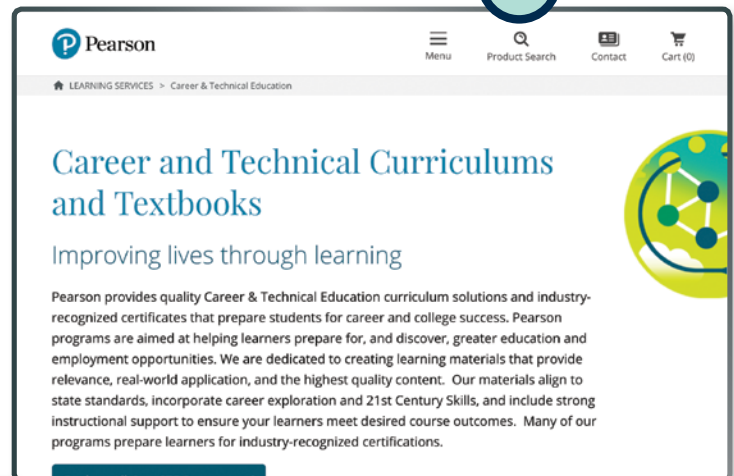 Pearson
Menu
Product Search
Contact
Cart (0)
LEARNING SERVICES > Career & Technical Education
Career and Technical Curriculums
and Textbooks
Improving lives through learning
Pearson provides quality Career & Technical Education curriculum solutions and industry-
recognized certificates that prepare students for career and college success. Pearson
programs are aimed at helping learners prepare for, and discover, greater education and
employment opportunities. We are dedicated to creating learning materials that provide
relevance, real-world application, and the highest quality content. Our materials align to
state standards, incorporate career exploration and 21st Century Skills, and include strong
instructional support to ensure your learners meet desired course outcomes. Many of our
programs prepare learners for industry-recognized certifications.